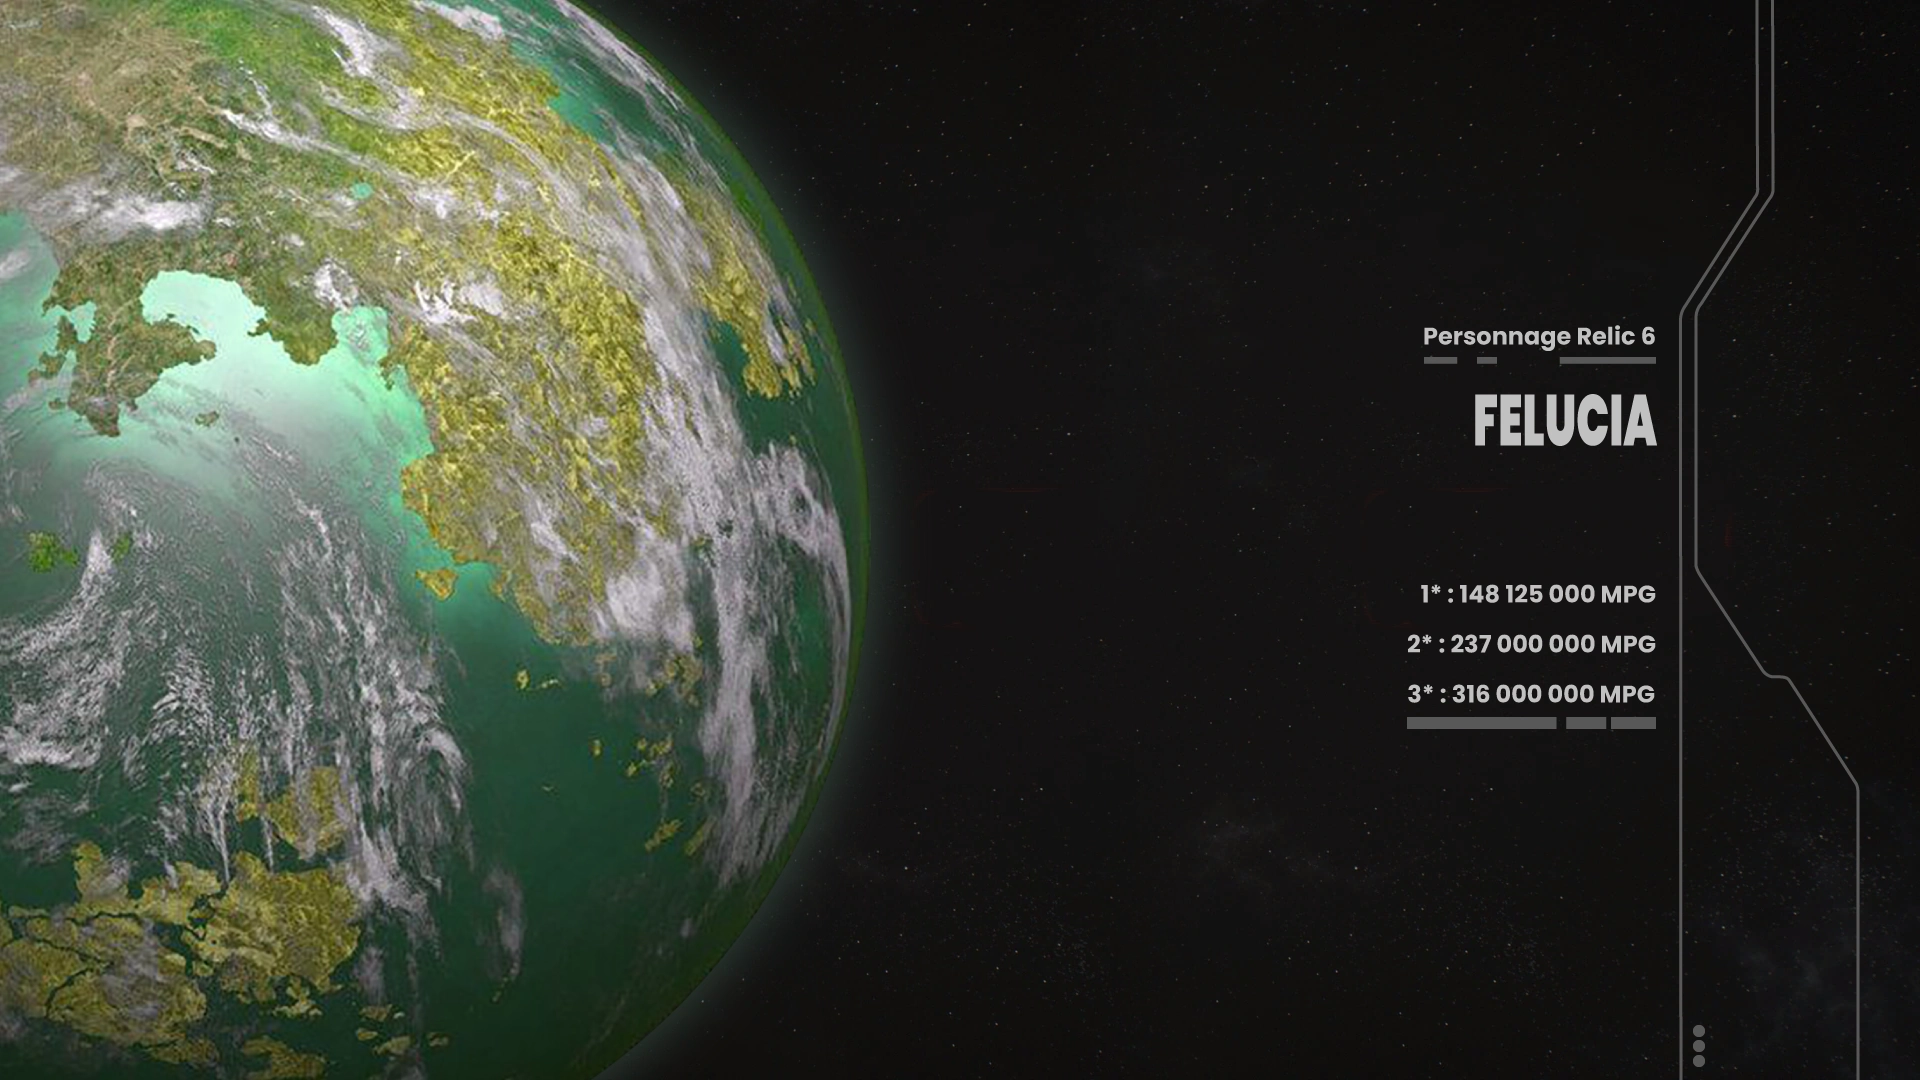 Personnage Relic 6
FELUCIA
1* : 148 125 000 MPG
2* : 237 000 000 MPG
3* : 316 000 000 MPG